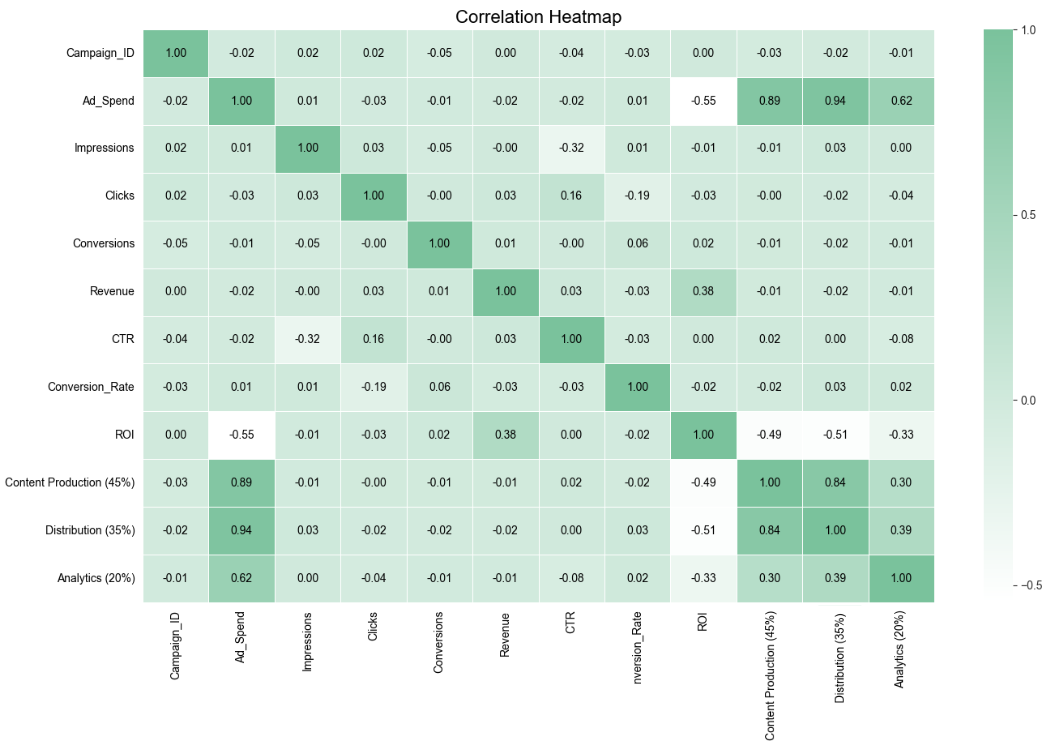 Correlation Heatmap
Campaign_ID 1.00 -0.02 0.02 0.02 -0.05 0.00 -0.04 -0.03 0.00 -0.03 -0.02 -0.01
Ad_Spend -0.02 1.00 0.01 -0.03 -0.01 -0.02 -0.02 0.01 -0.55 0.89 0.94 0.62
Impressions 0.02 0.01 1.00 0.03 -0.05 -0.00 -0.32 0.01 -0.01 -0.01 0.03 0.00
Clicks 0.02 -0.03 0.03 1.00 -0.00 0.03 0.16 -0.19 -0.03 -0.00 -0.02 -0.04
Conversions -0.05 -0.01 -0.05 -0.00 1.00 0.01 -0.00 0.06 0.02 -0.01 -0.02 -0.01
Revenue 0.00 -0.02 -0.00 0.03 0.01 1.00 0.03 -0.03 0.38 -0.01 -0.02 -0.01
CTR -0.04 -0.02 -0.32 0.16 -0.00 0.03 1.00 -0.03 0.00 0.02 0.00 -0.08
Conversion_Rate -0.03 0.01 0.01 -0.19 0.06 -0.03 -0.03 1.00 -0.02 -0.02 0.03 0.02
ROI 0.00 -0.55 -0.01 -0.03 0.02 0.38 0.00 -0.02 1.00 -0.49 -0.51 -0.33
Content Production (45%) -0.03 0.89 -0.01 -0.00 -0.01 -0.01 0.02 -0.02 -0.49 1.00 0.84 0.30
Distribution (35%) -0.02 0.94 0.03 -0.02 -0.02 -0.02 0.00 0.03 -0.51 0.84 1.00 0.39
Analytics (20%) -0.01 0.62 0.00 -0.04 -0.01 -0.01 -0.08 0.02 -0.33 0.30 0.39 1.00
Campaign_ID
Ad_Spend
Impressions
Clicks
Conversions
Revenue
CTR
nversion_Rate
ROI
Content Production (45%)
Distribution (35%)
Analytics (20%)
1.0
0.5
0.0
−0.5